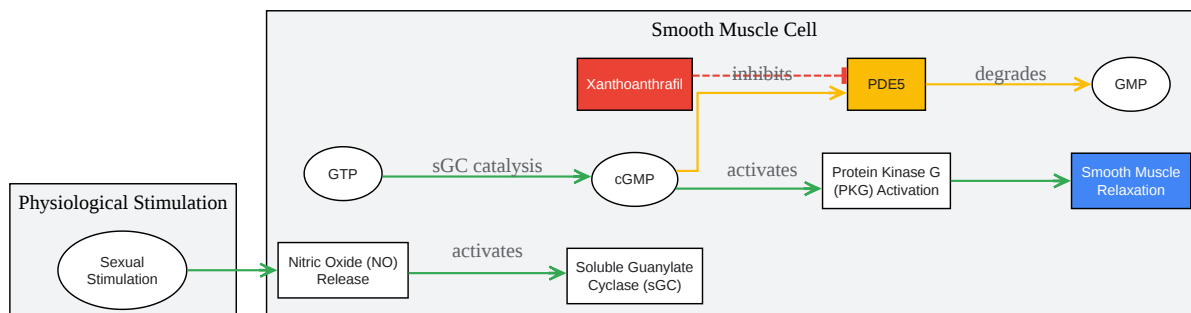 Smooth Muscle Cell
Xanthoanthrafil
inhibits
PDE5
degrades
GMP
GTP
sGC catalysis
cGMP
activates
Protein Kinase G
(PKG) Activation
Smooth Muscle
Relaxation
Physiological Stimulation
Sexual
Stimulation
Nitric Oxide (NO)
Release
activates
Soluble Guanylate
Cyclase (sGC)